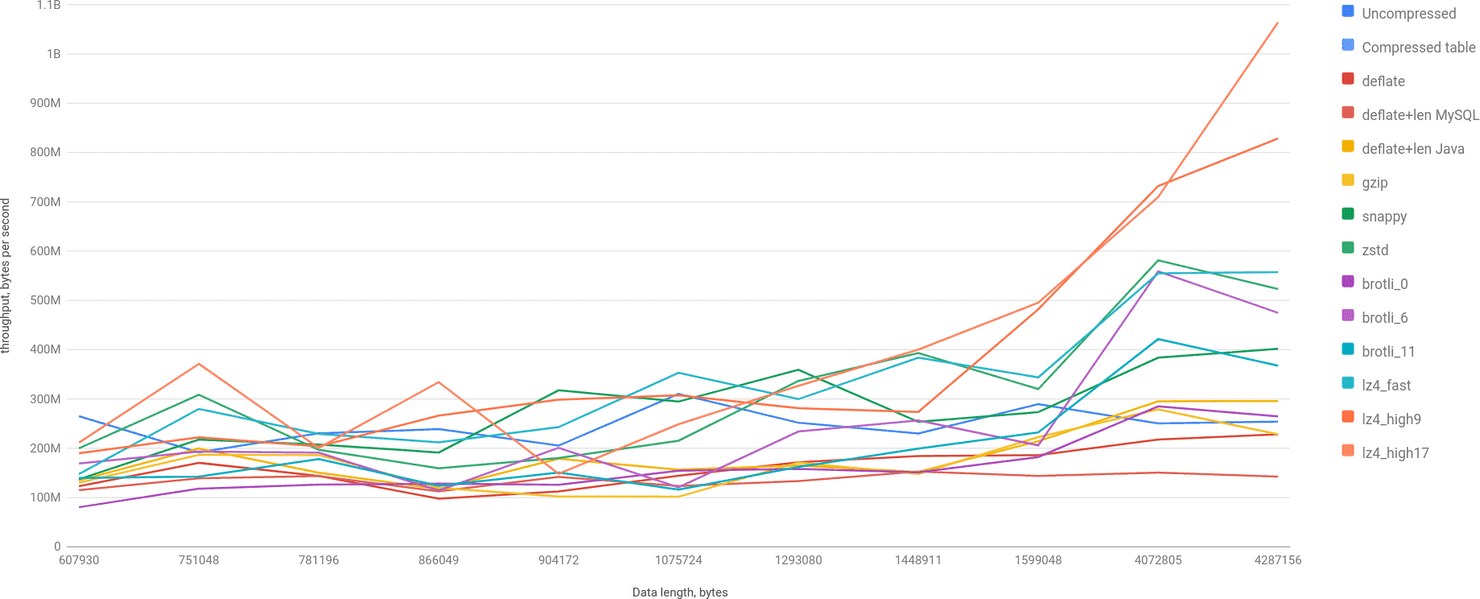 1.1B
1B
900M
800M
700M
600M
500M
400M
300M
200M
100M
0
throughput, bytes per second
607930 751048 781196 866049 904172 1075724 1293080 1448911 1599048 4072805 4287156
Data length, bytes
Uncompressed
Compressed table
deflate
deflate+len MySQL
deflate+len Java
gzip
snappy
zstd
brotli_0
brotli_6
brotli_11
lz4_fast
lz4_high9
lz4_high17